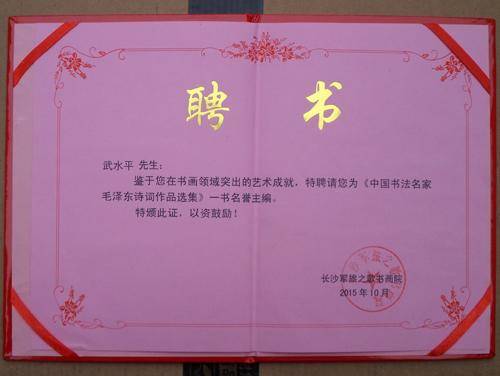 聘书
武水平 先生：
鉴于您在书画领域突出的艺术成就，特聘请您为《中国书法名家
毛泽东诗词作品选集》一书名誉主编。
特颁此证，以资鼓励！
长沙军旅之歌书画院
2015年10月